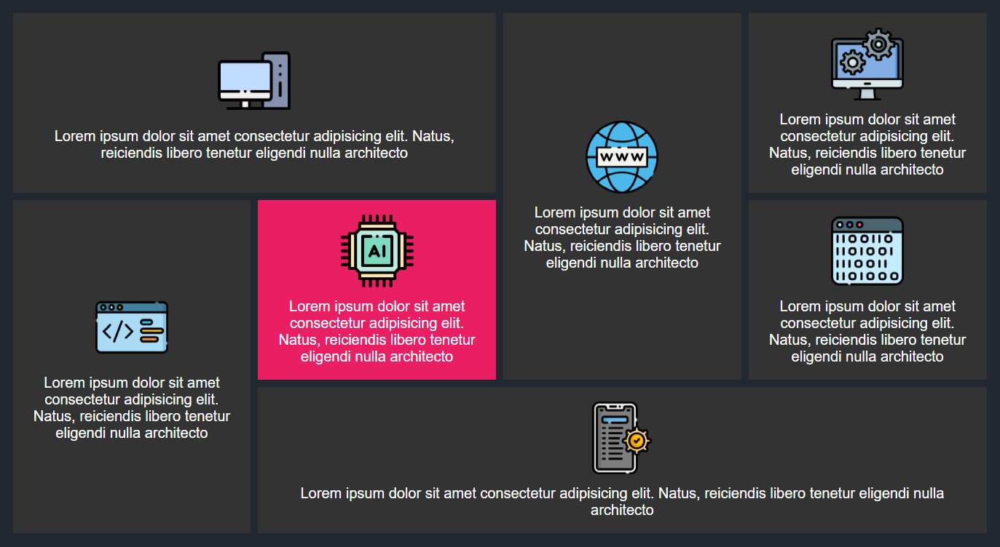 Lorem ipsum dolor sit amet consectetur adipisicing elit. Natus,
reiciendis libero tenetur eligendi nulla architecto
WWW
Lorem ipsum dolor sit amet
consectetur adipisicing elit.
Natus, reiciendis libero tenetur
eligendi nulla architecto
Lorem ipsum dolor sit amet
consectetur adipisicing elit.
Natus, reiciendis libero tenetur
eligendi nulla architecto
</>
Lorem ipsum dolor sit amet
consectetur adipisicing elit.
Natus, reiciendis libero tenetur
eligendi nulla architecto
AI
Lorem ipsum dolor sit amet
consectetur adipisicing elit.
Natus, reiciendis libero tenetur
eligendi nulla architecto
1100110
1101001
101011
1101000
Lorem ipsum dolor sit amet
consectetur adipisicing elit.
Natus, reiciendis libero tenetur
eligendi nulla architecto
Lorem ipsum dolor sit amet consectetur adipisicing elit. Natus, reiciendis libero tenetur eligendi nulla
architecto